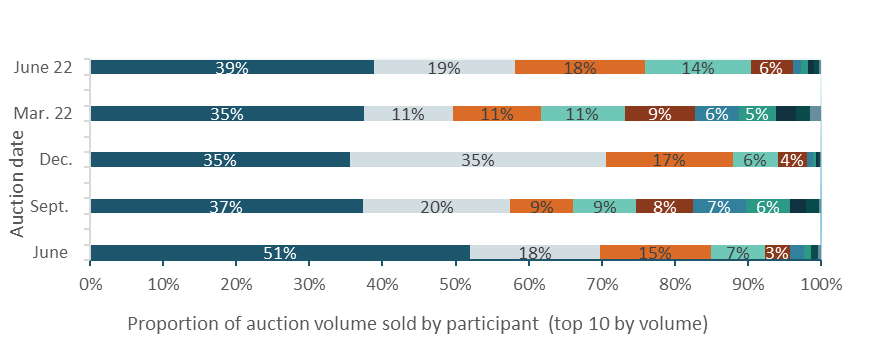 June 22 39% 19% 18% 14% 6%
Mar. 22 35% 11% 11% 11% 9% 6% 5%
Dec. 35% 35% 17% 6% 4%
Sept. 37% 20% 9% 9% 8% 7% 6%
June 51% 18% 15% 7% 3%
Auction date
0% 10% 20% 30% 40% 50% 60% 70% 80% 90% 100%
Proportion of auction volume sold by participant (top 10 by volume)